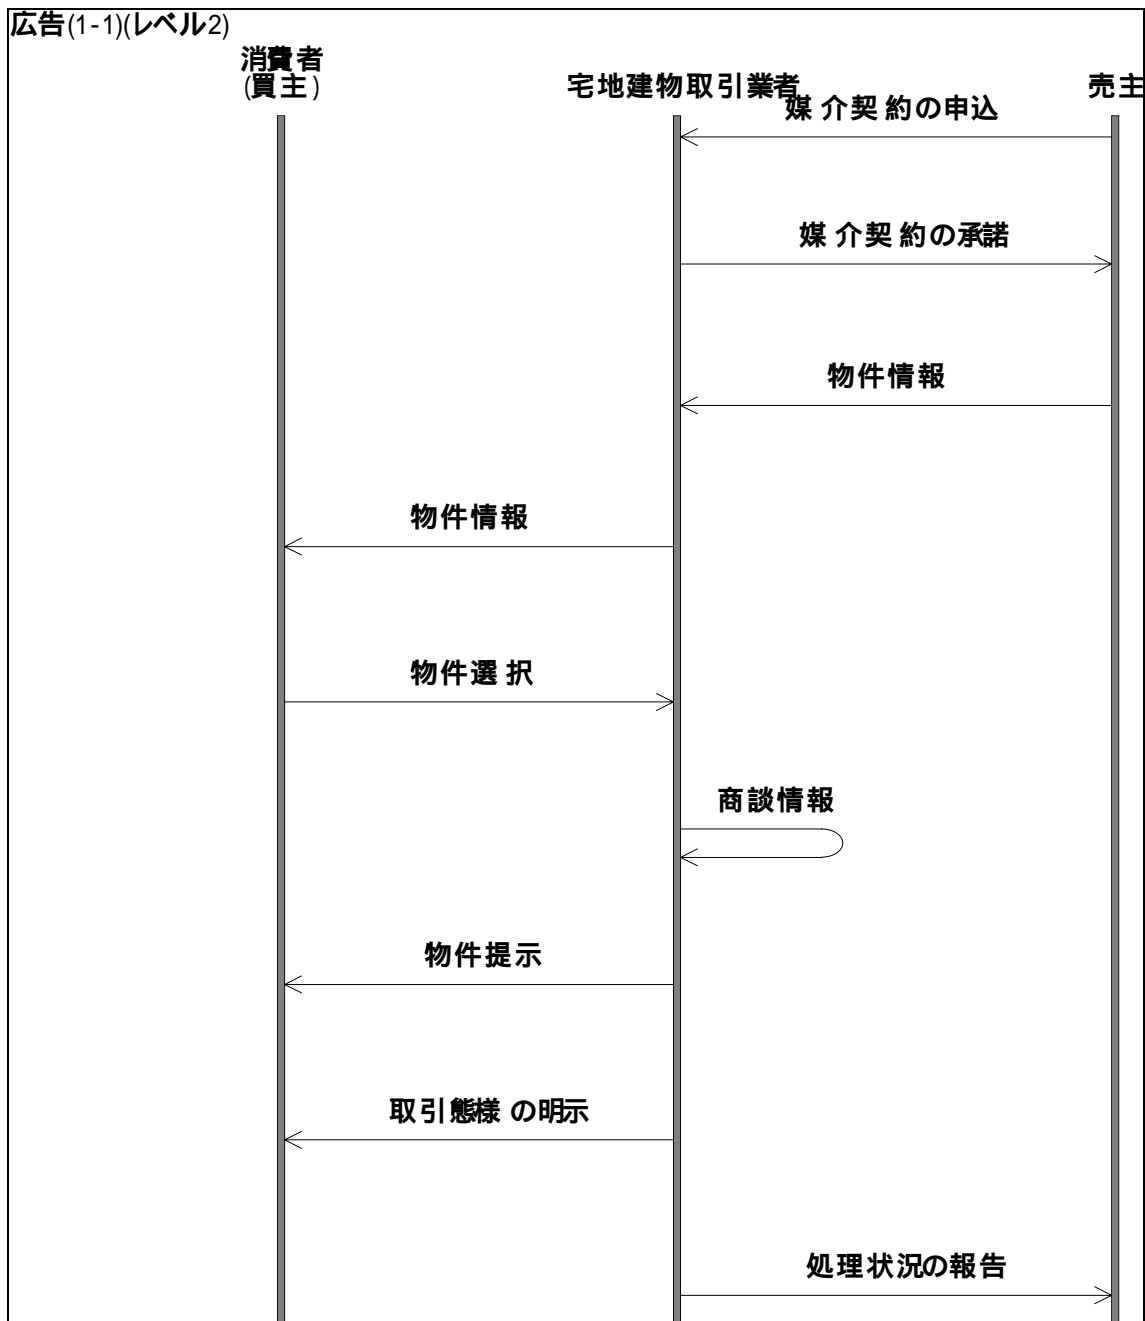 広告(1-1)(レベル2)
消費者
(買主)
宅地建物取引業者
売主
媒介契約の申込
媒介契約の承諾
物件情報
物件情報
物件選択
商談情報
物件提示
取引態様の明示
処理状況の報告